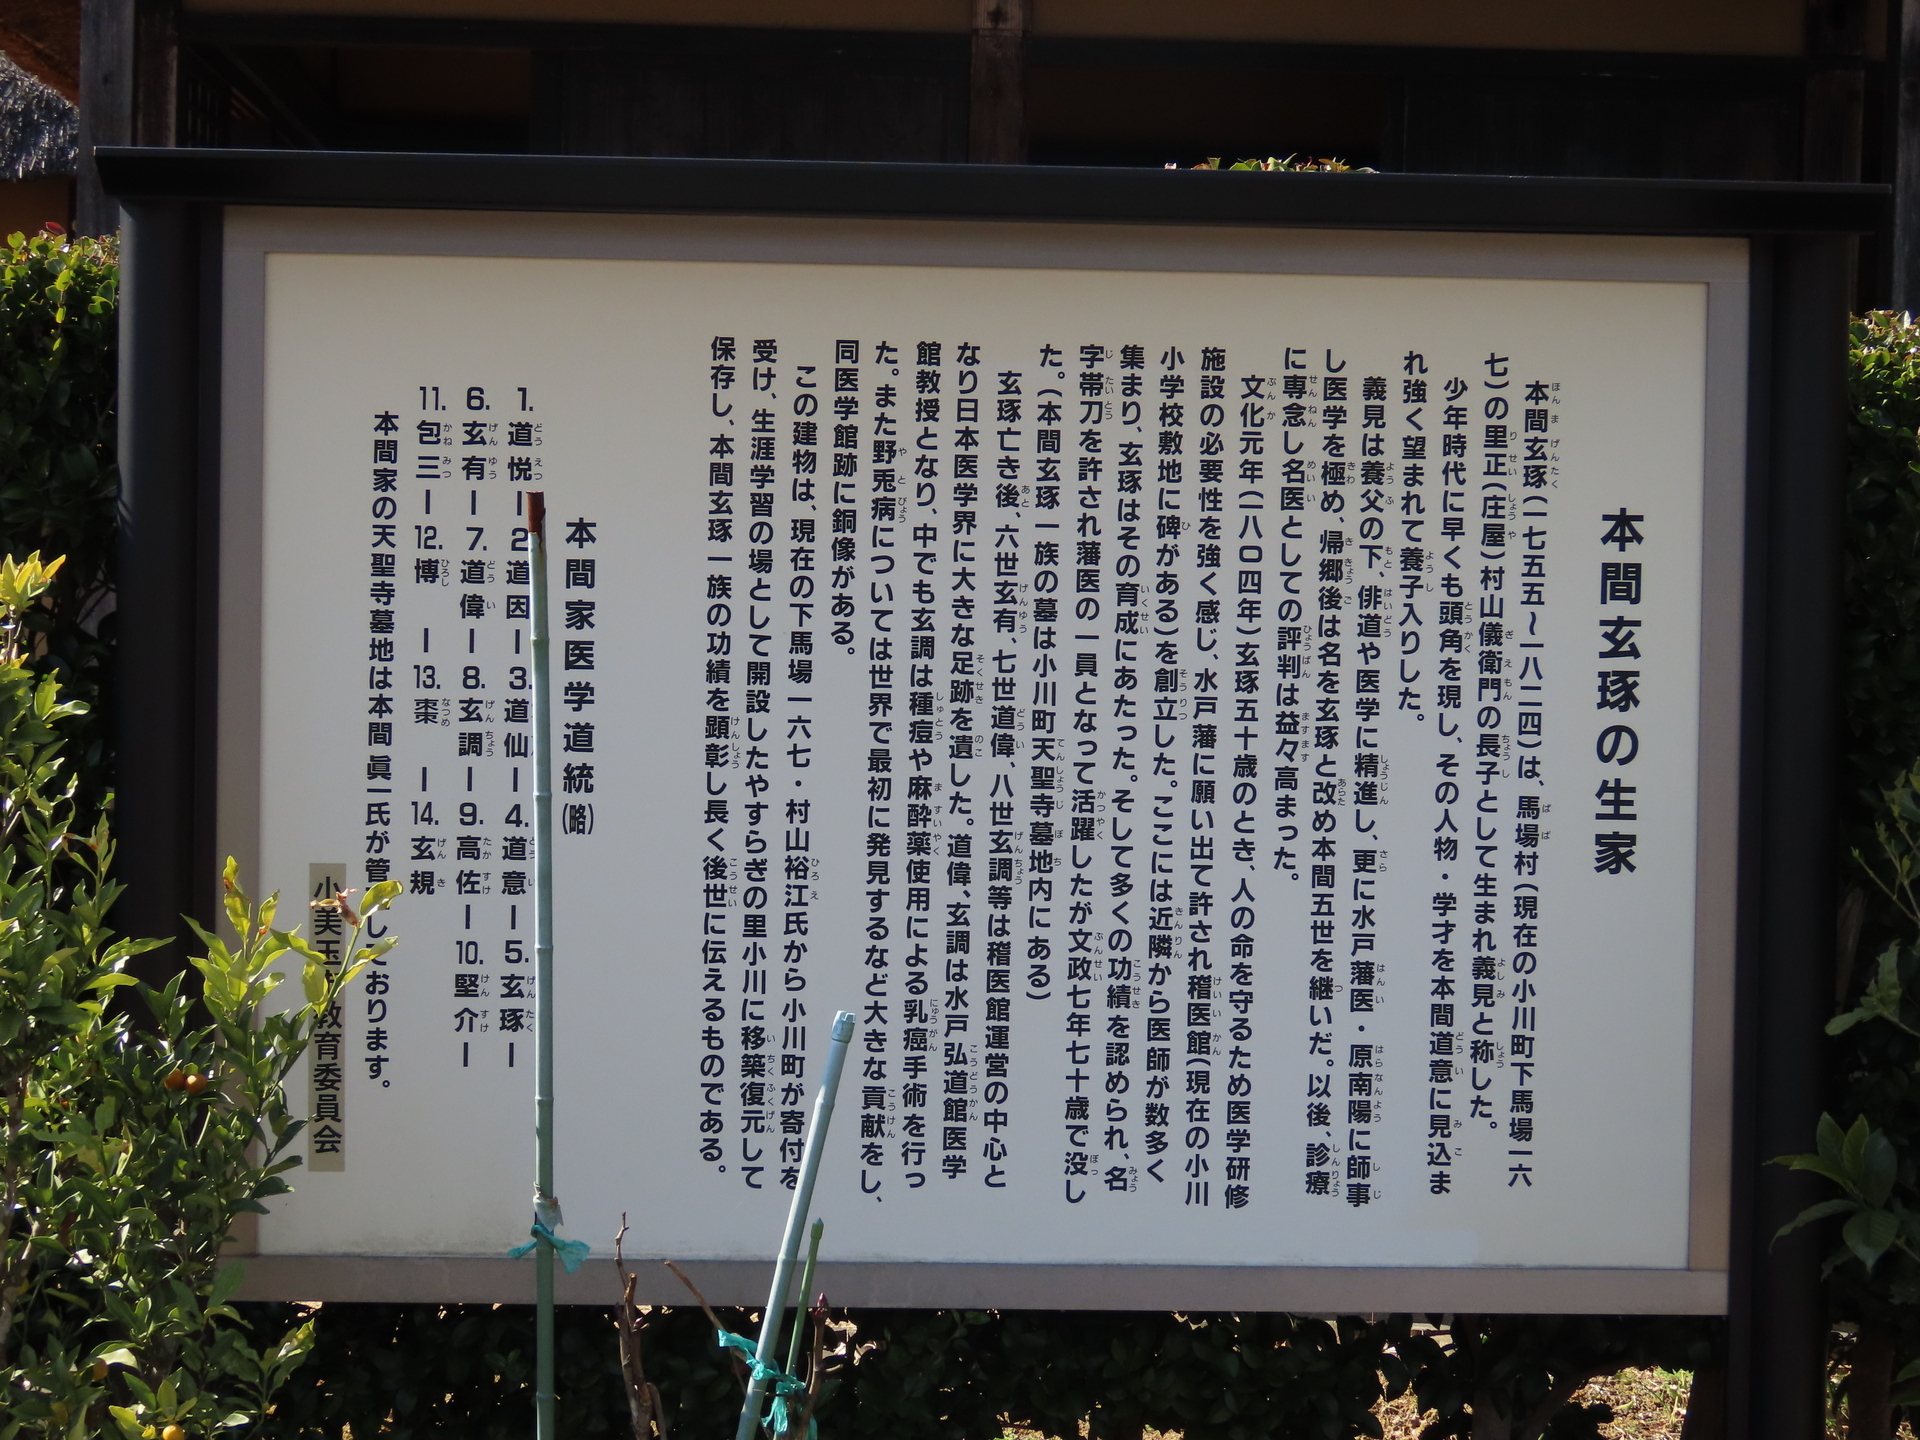 本間玄琢の生家
本間玄琢(一七五五〜一八二四)は、馬場村(現在の小川町下馬場一六
七)の里正(庄屋)村山儀衛門の長子として生まれ義見と称した。
少年時代に早くも頭角を現し、その人物・学才を本間道意に見込ま
れ強く望まれて養子入りした。
義見は養父の下、俳道や医学に精進し、更に水戸藩医・原南陽に師事
し医学を極め、帰郷後は名を玄琢と改め本間五世を継いだ。以後、診療
に専念し名医としての評判は益々高まった。
文化元年(一八〇四年)玄琢五十歳のとき、人の命を守るため医学研修
施設の必要性を強く感じ、水戸藩に願い出て許され稽医館(現在の小川
小学校敷地に碑がある)を創立した。ここには近隣から医師が数多く
集まり、玄琢はその育成にあたった。そして多くの功績を認められ、名
字帯刀を許され藩医の一員となって活躍したが文政七年七十歳で没し
た。(本間玄琢一族の墓は小川町天聖寺墓地内にある)
玄琢亡き後、六世玄有、七世道偉、八世玄調等は稽医館運営の中心と
なり日本医学界に大きな足跡を遺した。道偉、玄調は水戸弘道館医学
館教授となり、中でも玄調は種痘や麻酔薬使用による乳癌手術を行っ
た。また野兎病については世界で最初に発見するなど大きな貢献をし、
同医学館跡に銅像がある。
この建物は、現在の下馬場一六七・村山裕江氏から小川町が寄付を
受け、生涯学習の場として開設したやすらぎの里小川に移築復元して
保存し、本間玄琢一族の功績を顕彰し長く後世に伝えるものである。
本間家医学道統(略)
1.道悦ー2道因ー3.道仙ー4.道意ー5.玄琢ー
6.玄有ー7.道偉ー8.玄調ー9.高佐ー10.堅介ー
11.包三ー12.博ー13.棗ー14.玄規
本間家の天聖寺墓地は本間眞一氏が管しております。
小美玉教育委員会